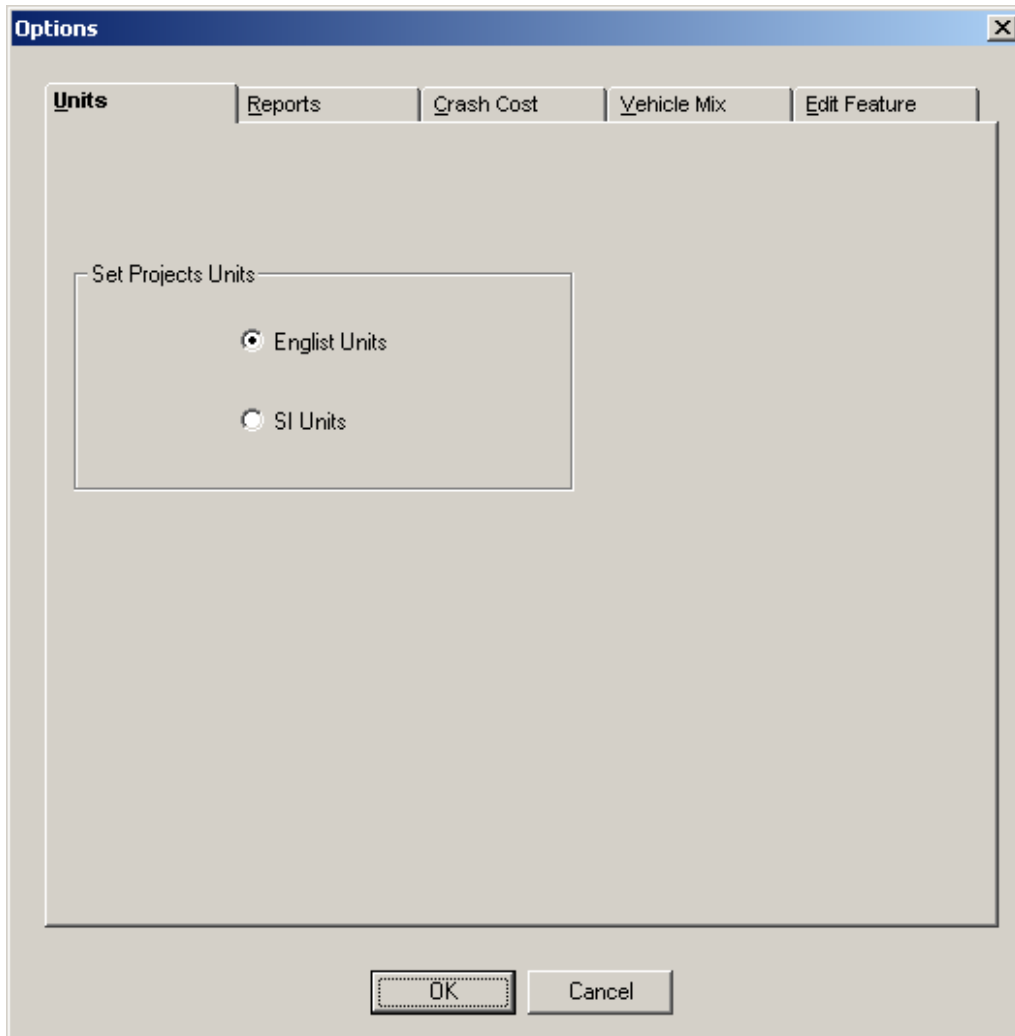 Options
Units Reports Crash Cost Vehicle Mix Edit Feature
Set Projects Units
Englist Units
SI Units
OK Cancel